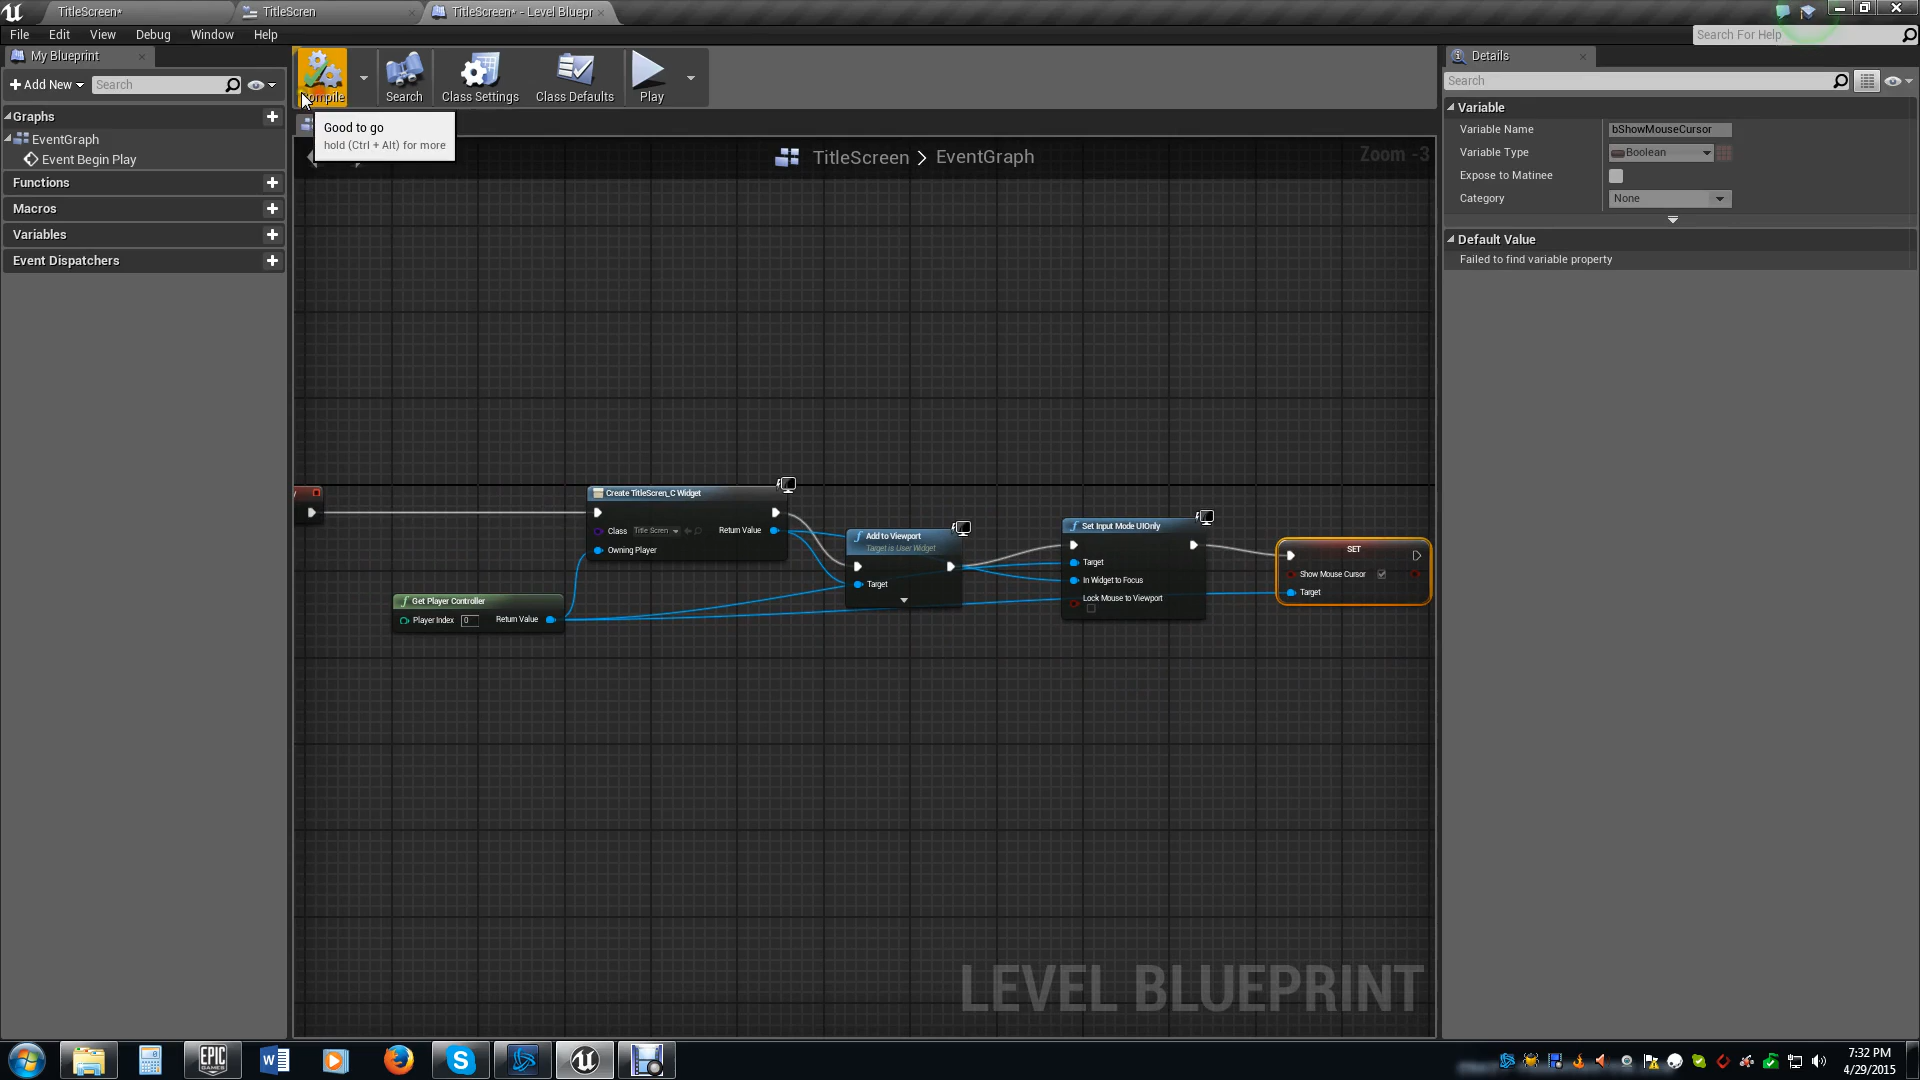 TitleScreen*
TitleScren
TitleScreen* - Level Bluepr
File Edit View Debug Window Help
Search For Help
My Blueprint
Add New
Search
Compile
Search
Class Settings
Class Defaults
Play
Good to go
hold (Ctrl + Alt) for more
Graphs
EventGraph
Event Begin Play
Functions
Macros
Variables
Event Dispatchers
TitleScreen > EventGraph
Zoom -3
Create TitleScren_C Widget
Class Title Scren
Return Value
Owning Player
Get Player Controller
Player Index 0
Return Value
Add to Viewport
Target is User Widget
Target
Set Input Mode UIOnly
Target
In Widget to Focus
Lock Mouse to Viewport
SET
Show Mouse Cursor
Target
LEVEL BLUEPRINT
Details
Search
Variable
Variable Name bShowMouseCursor
Variable Type Boolean
Expose to Matinee
Category None
Default Value
Failed to find variable property
EPIC
GAMES
7:32 PM
4/29/2015